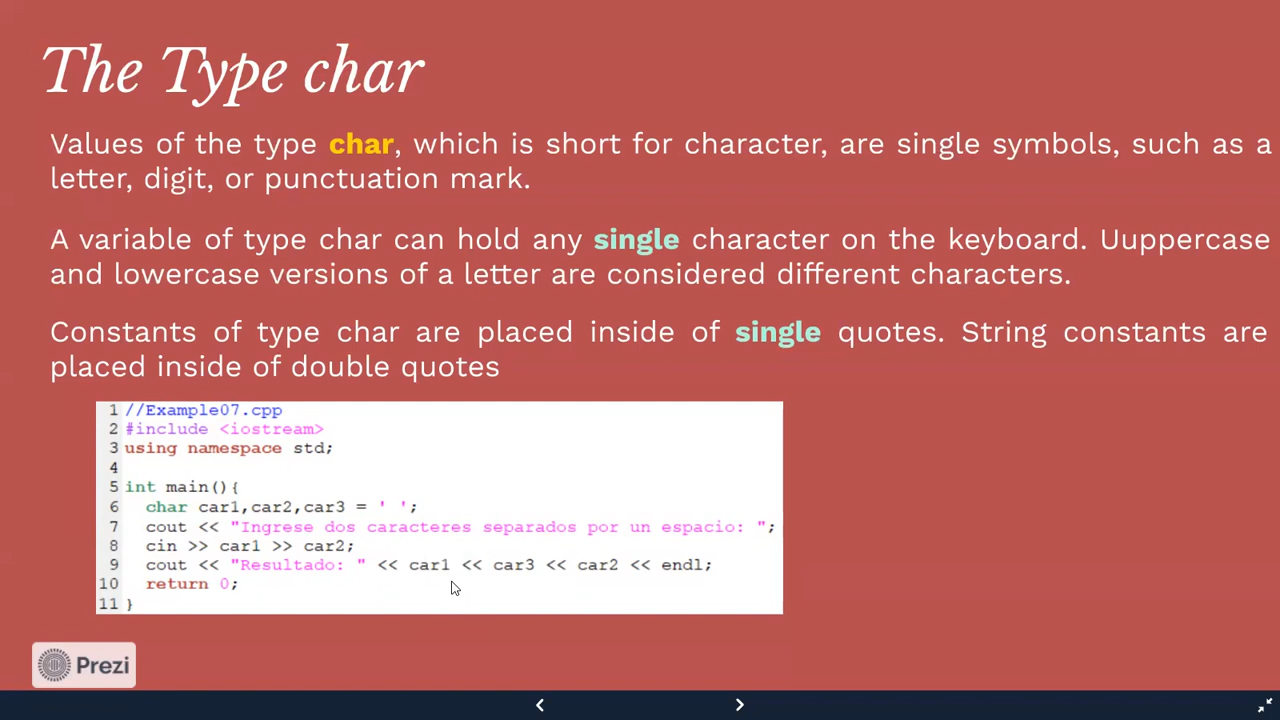 The Type char
Values of the type char, which is short for character, are single symbols, such as a
letter, digit, or punctuation mark.
A variable of type char can hold any single character on the keyboard. Uuppercase
and lowercase versions of a letter are considered different characters.
Constants of type char are placed inside of single quotes. String constants are
placed inside of double quotes
1 //Example07.cpp
2 #include <iostream>
3 using namespace std;
4
5 int main(){
6 char car1,car2,car3 = ' ';
7 cout << "Ingrese dos caracteres separados por un espacio: ";
8 cin >> car1 >> car2;
9 cout << "Resultado: " << car1 << car3 << car2 << endl;
10 return 0;
11 }
Prezi